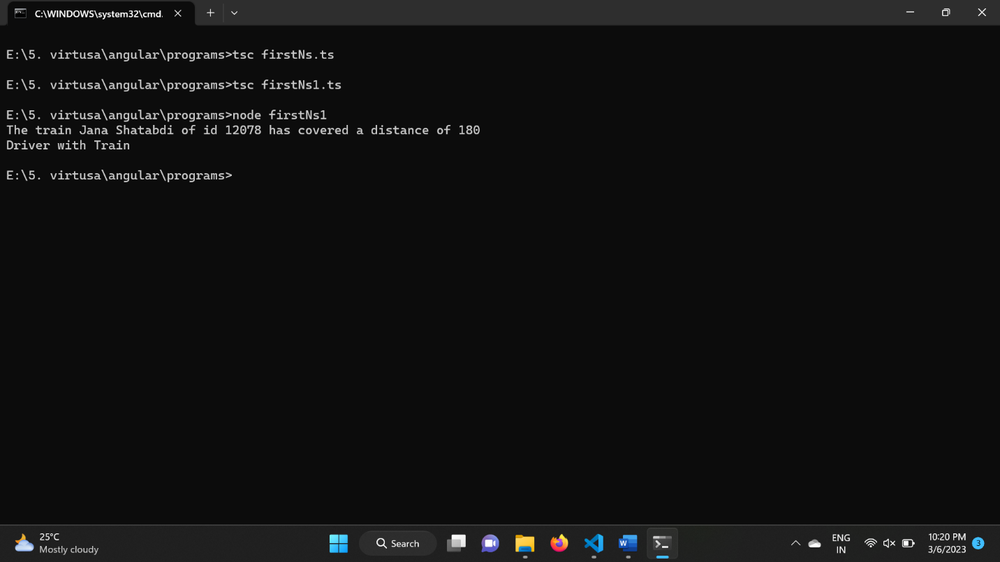 C:\WINDOWS\system32\cmd.
E:\5. virtusa\angular\programs>tsc firstNs.ts
E:\5. virtusa\angular\programs>tsc firstNs1.ts
E:\5. virtusa\angular\programs>node firstNs1
The train Jana Shatabdi of id 12078 has covered a distance of 180
Driver with Train
E:\5. virtusa\angular\programs>
25°C
Mostly cloudy
Search
W
ENG
IN
10:20 PM
3/6/2023
3